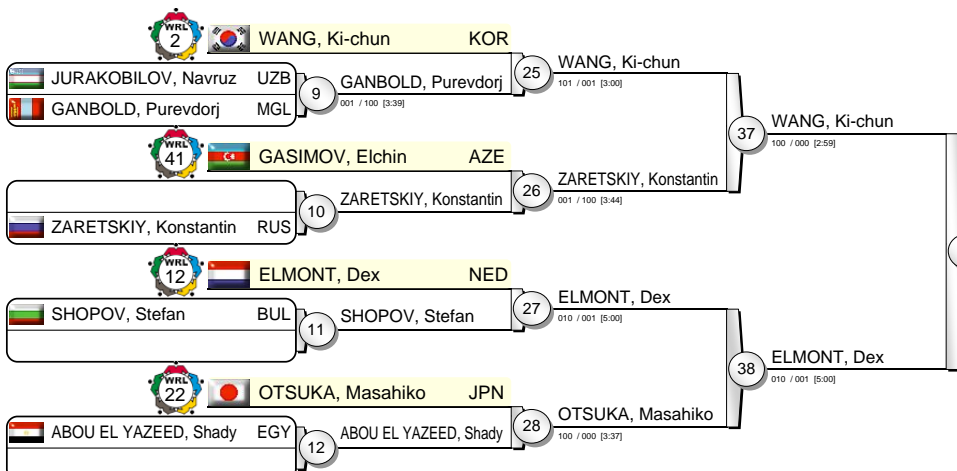 WRL 2 WANG, Ki-chun KOR
JURAKOBILOV, Navruz UZB
GANBOLD, Purevdorj MGL
9
GANBOLD, Purevdorj
001 / 100 [3:39]
25
WANG, Ki-chun
101 / 001 [3:00]
WRL 41 GASIMOV, Elchin AZE
ZARETSKIY, Konstantin RUS
10
ZARETSKIY, Konstantin
26
ZARETSKIY, Konstantin
001 / 100 [3:44]
37
WANG, Ki-chun
100 / 000 [2:59]
WRL 12 ELMONT, Dex NED
SHOPOV, Stefan BUL
11
SHOPOV, Stefan
27
ELMONT, Dex
010 / 001 [5:00]
WRL 22 OTSUKA, Masahiko JPN
ABOU EL YAZEED, Shady EGY
12
ABOU EL YAZEED, Shady
28
OTSUKA, Masahiko
100 / 000 [3:37]
38
ELMONT, Dex
010 / 001 [5:00]